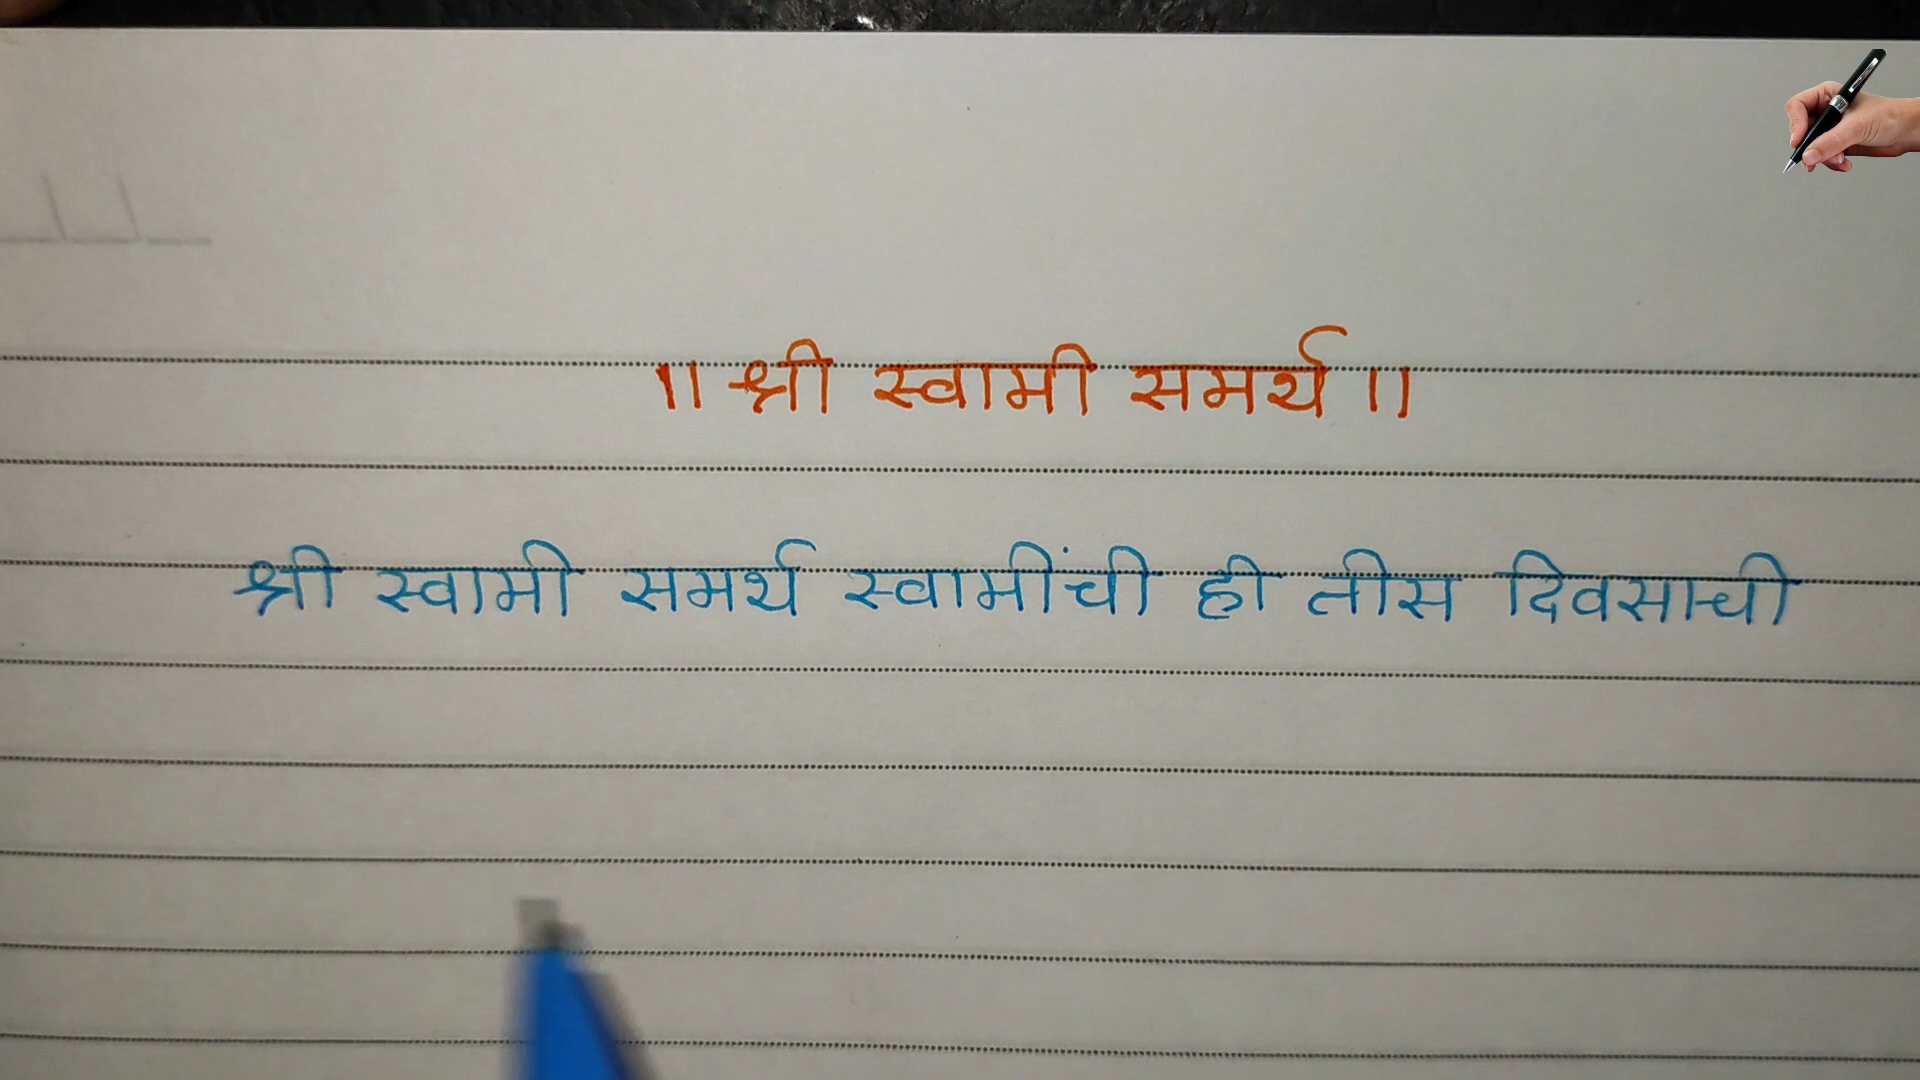 ।। श्री स्वामी समर्थ ।।
श्री स्वामी समर्थ स्वामींची ही तीस दिवसाची